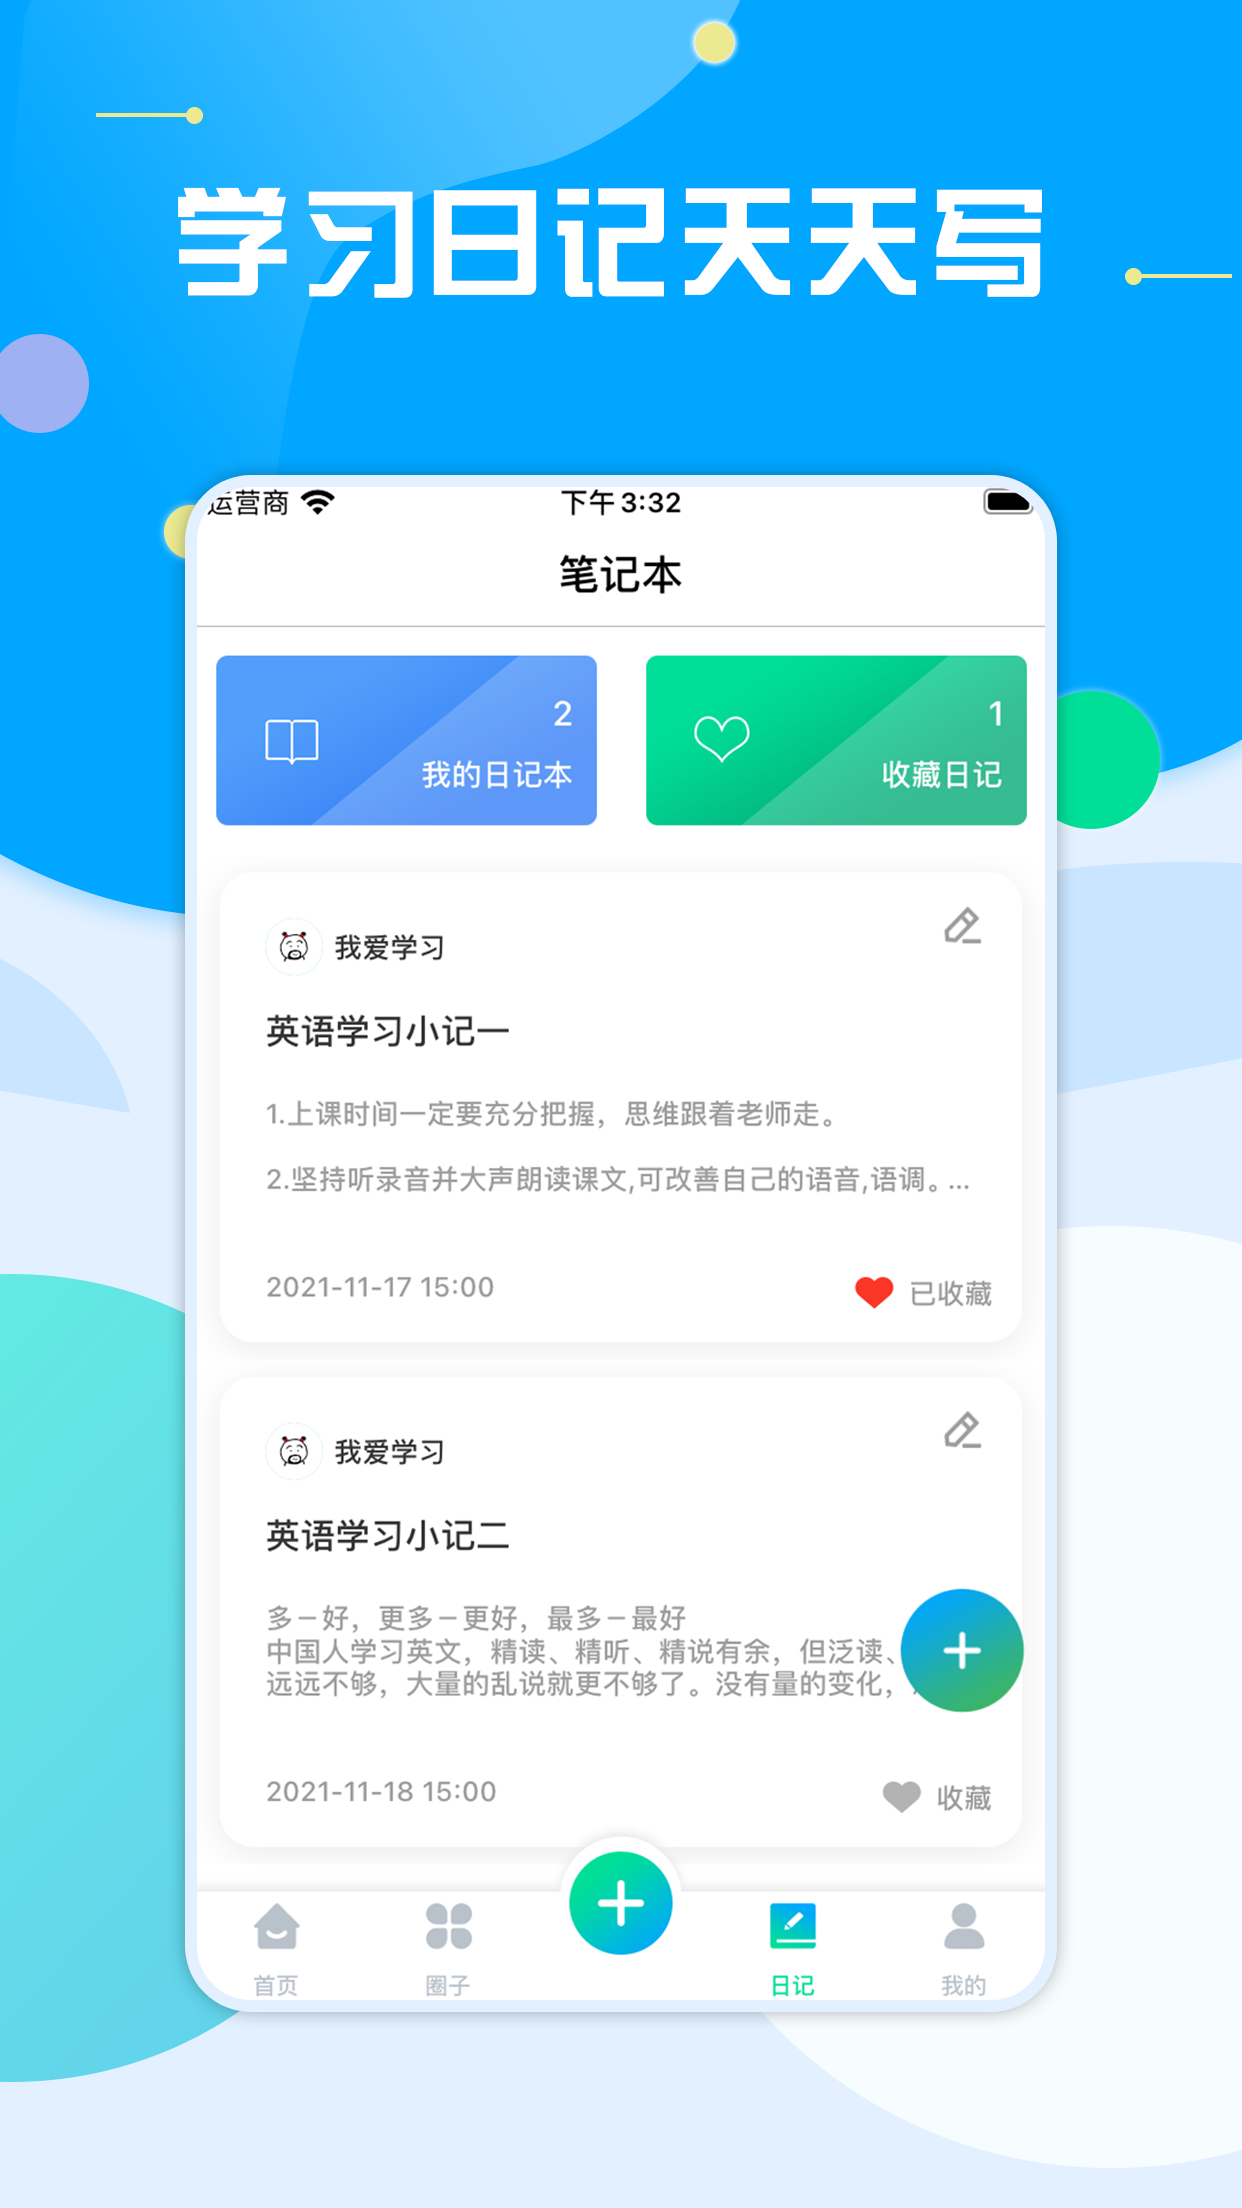 学习日记天天写
运营商 下午3:32
笔记本
2
我的日记本
1
收藏日记
我爱学习
英语学习小记一
1.上课时间一定要充分把握，思维跟着老师走。
2.坚持听录音并大声朗读课文,可改善自己的语音,语调。...
2021-11-17 15:00
已收藏
我爱学习
英语学习小记二
多－好，更多－更好，最多－最好
中国人学习英文，精读、精听、精说有余，但泛读、
远远不够，大量的乱说就更不够了。没有量的变化，
2021-11-18 15:00
收藏
首页 圈子 日记 我的